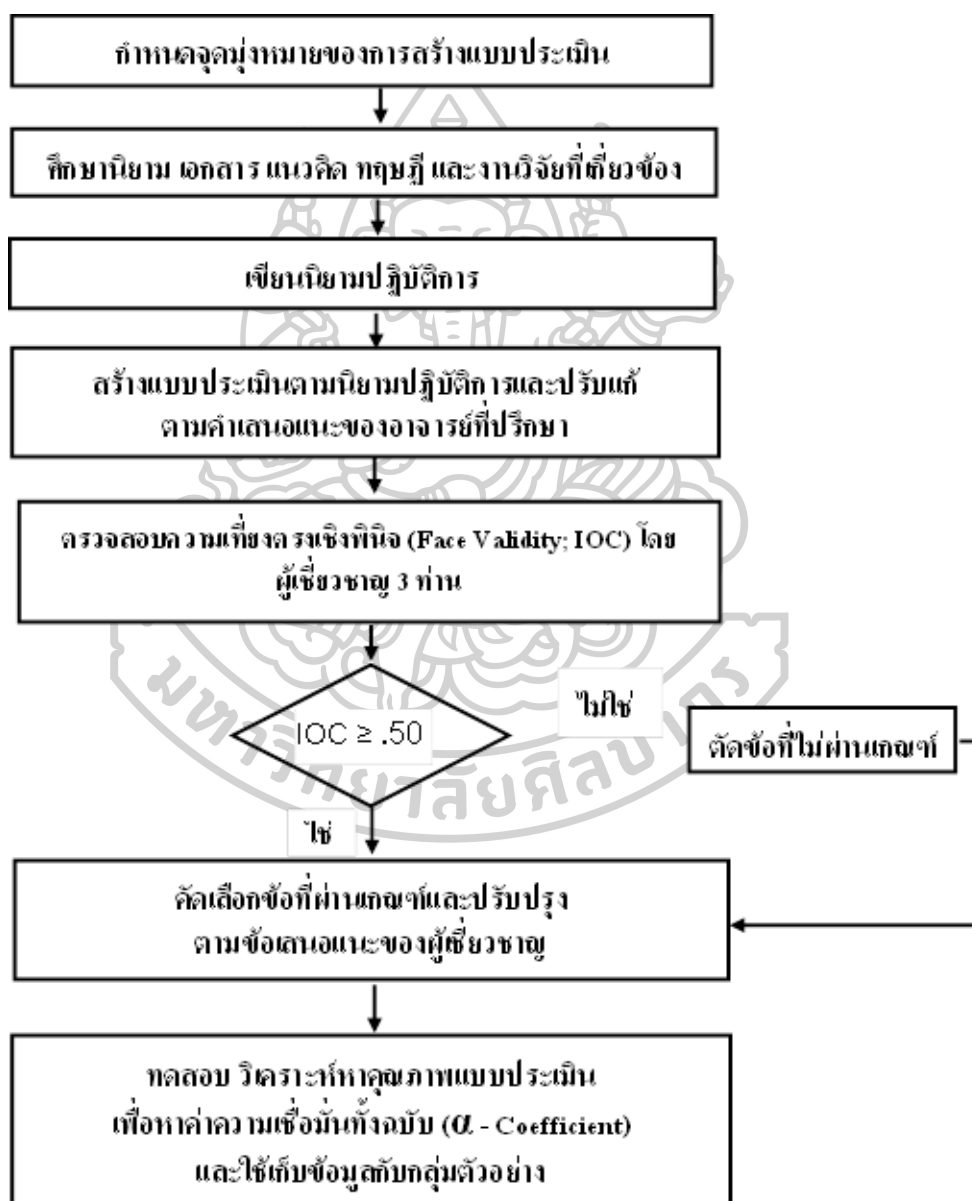 กำหนดจุดมุ่งหมายของการสร้างแบบประเมิน
ศึกษานิยาม เอกสาร แนวคิด ทฤษฎี และงานวิจัยที่เกี่ยวข้อง
เขียนนิยามปฏิบัติการ
สร้างแบบประเมินตามนิยามปฏิบัติการและปรับแก้
ตามคำเสนอแนะของอาจารย์ที่ปรึกษา
ตรวจสอบความเที่ยงตรงเชิงพินิจ (Face Validity; IOC) โดย
ผู้เชี่ยวชาญ 3 ท่าน
IOC ≥ .50
ไม่ใช่
ตัดข้อที่ไม่ผ่านเกณฑ์
มหาวิทยาลัยศิลปากร
ใช่
คัดเลือกข้อที่ผ่านเกณฑ์และปรับปรุง
ตามข้อเสนอแนะของผู้เชี่ยวชาญ
ทดสอบ วิเคราะห์หาคุณภาพแบบประเมิน
เพื่อหาค่าความเชื่อมั่นทั้งฉบับ (α - Coefficient)
และใช้เก็บข้อมูลกับกลุ่มตัวอย่าง